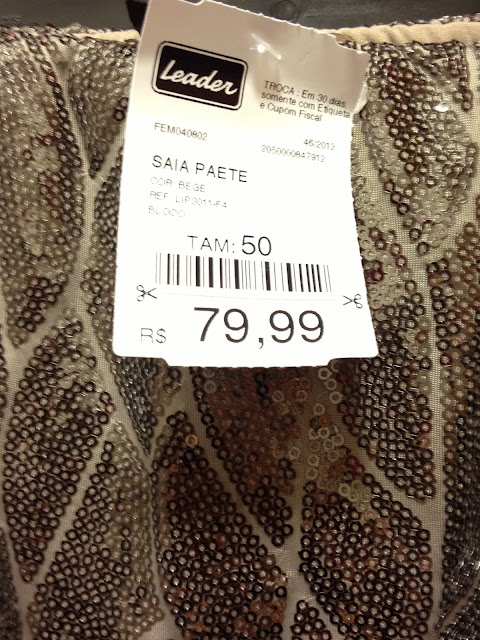 Leader
TROCA : Em 30 dias,
somente com Etiqueta
e Cupom Fiscal
FEM040802
46/2012
2050000847912
SAIA PAETE
COR: BEGE
REF. LIP3011-F4
BLOCO
TAM: 50
R$ 79,99